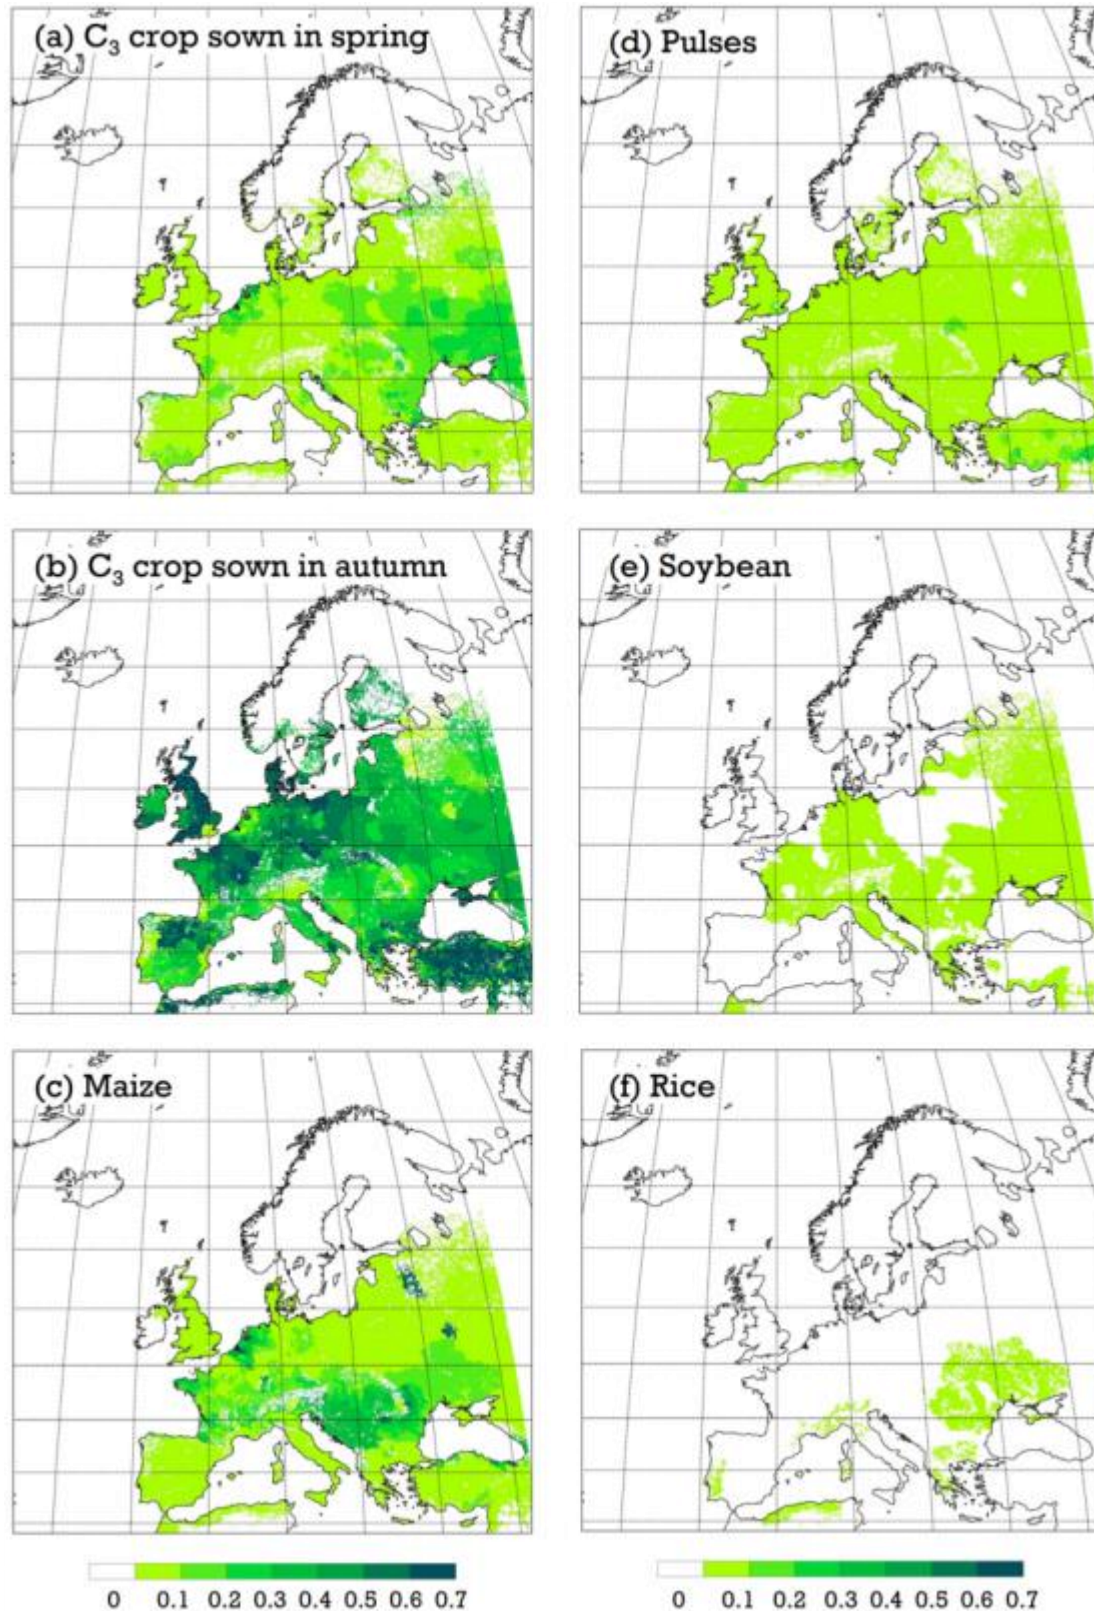 (a) C₃ crop sown in spring
(d) Pulses
(b) C₃ crop sown in autumn
(e) Soybean
(c) Maize
(f) Rice
0 0.1 0.2 0.3 0.4 0.5 0.6 0.7
0 0.1 0.2 0.3 0.4 0.5 0.6 0.7